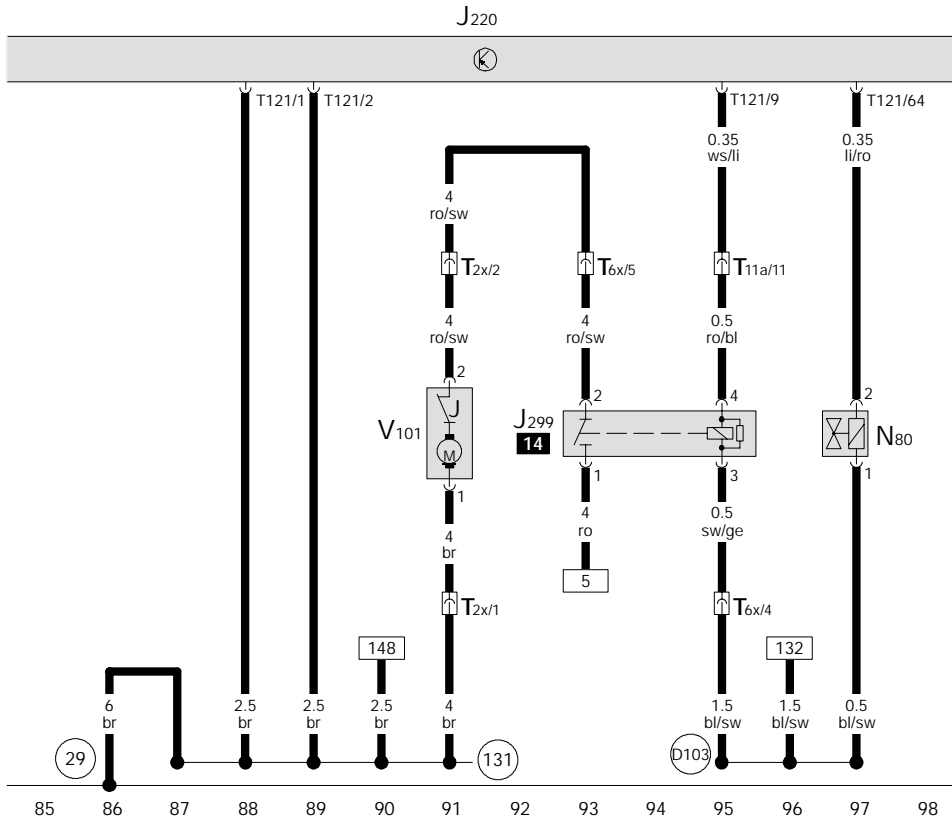 J220
T121/1
T121/2
T121/9
T121/64
0.35
ws/li
0.35
li/ro
4
ro/sw
T2x/2
T6x/5
T11a/11
4
ro/sw
4
ro/sw
0.5
ro/bl
2
2
4
2
V101
J
M
J299
14
N80
1
1
3
1
4
br
4
ro
0.5
sw/ge
5
T2x/1
T6x/4
148
132
6
br
2.5
br
2.5
br
2.5
br
4
br
1.5
bl/sw
1.5
bl/sw
0.5
bl/sw
29
131
D103
85 86 87 88 89 90 91 92 93 94 95 96 97 98